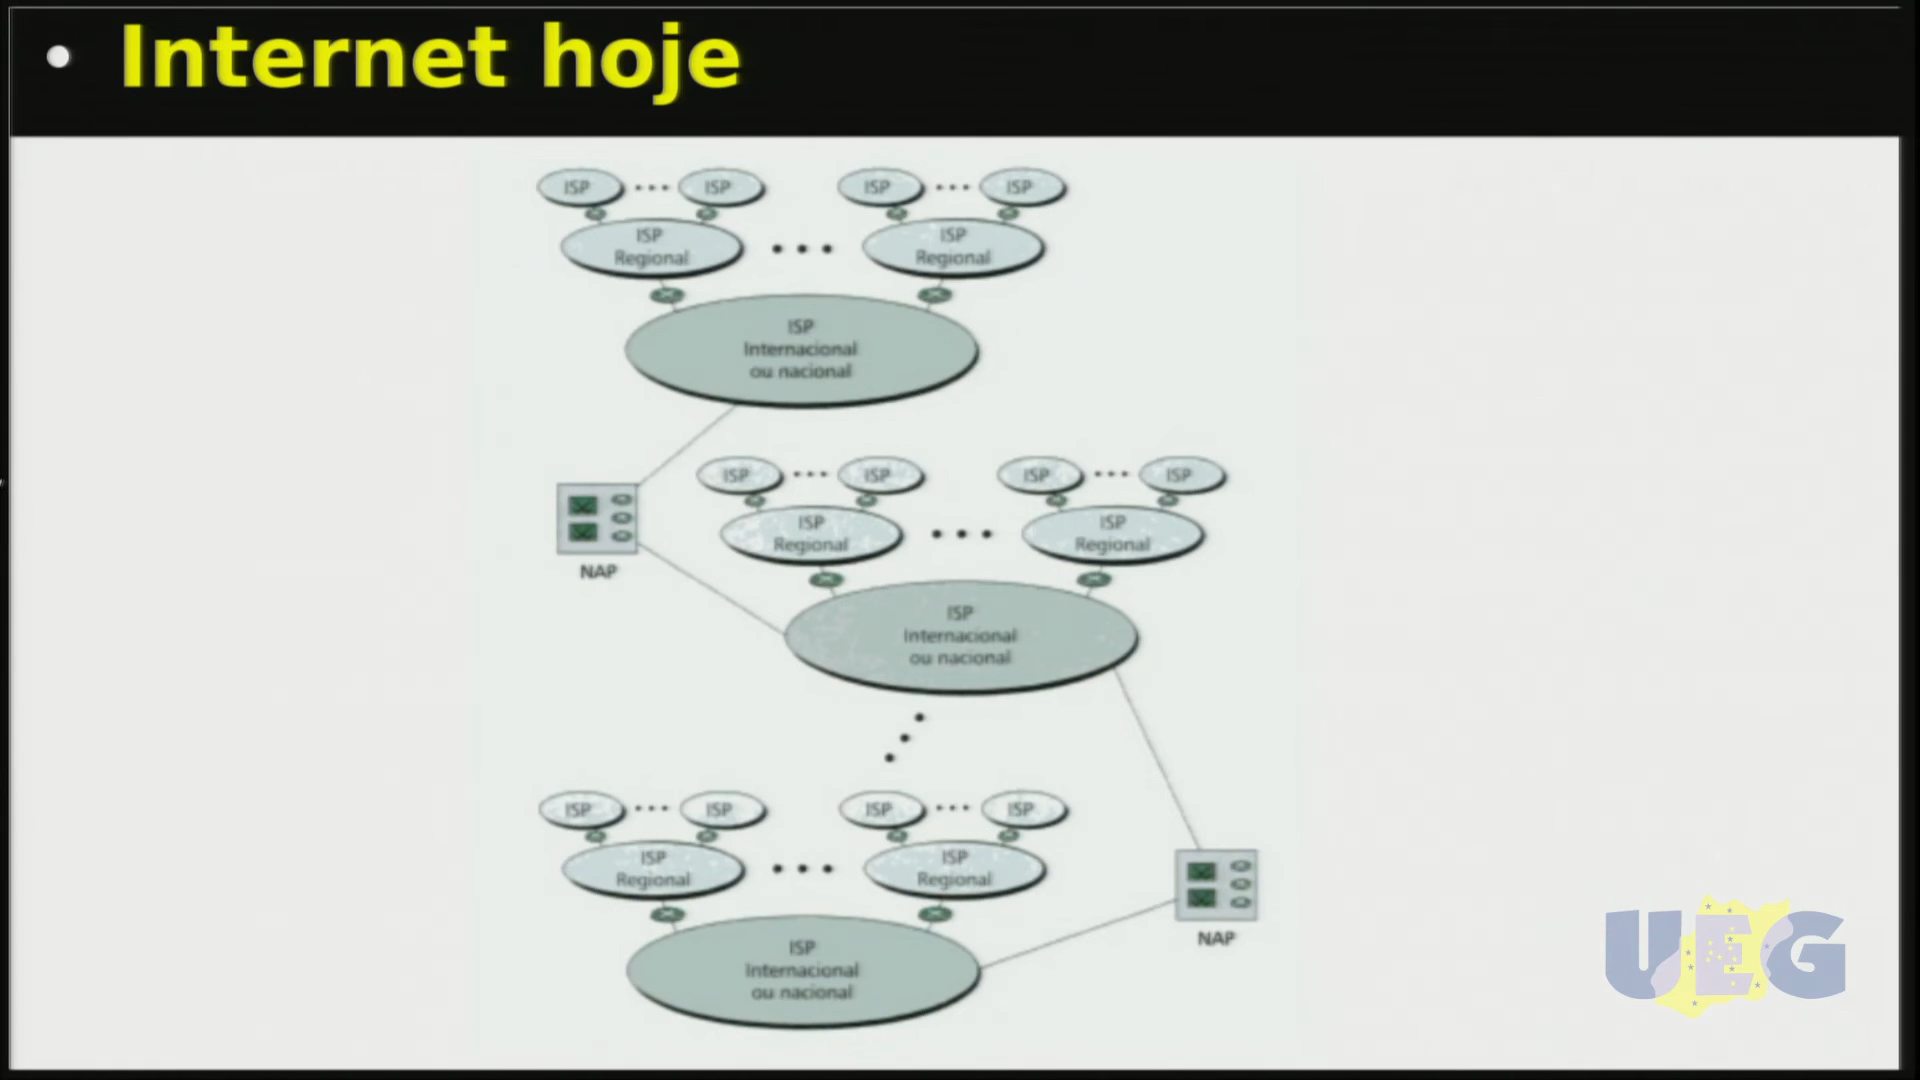 • Internet hoje
ISP ... ISP ISP ... ISP
ISP
Regional
...
ISP
Regional
ISP
Internacional
ou nacional
ISP ... ISP ISP ... ISP
ISP
Regional
...
ISP
Regional
NAP
ISP
Internacional
ou nacional
ISP ... ISP ISP ... ISP
ISP
Regional
...
ISP
Regional
NAP
ISP
Internacional
ou nacional
UEG